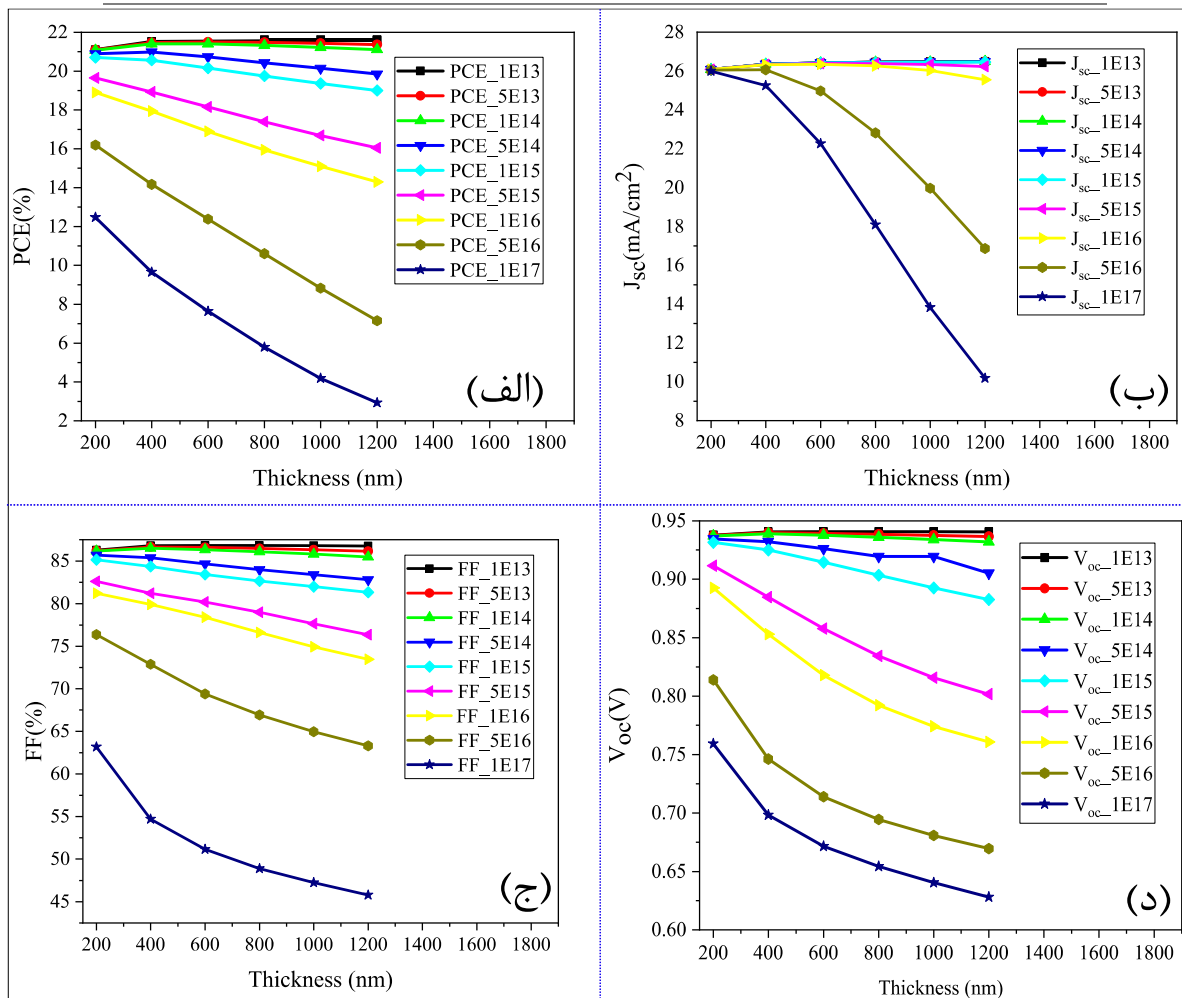 22
20
18
16
14
12
10
8
6
4
2
PCE(%)
PCE_1E13
PCE_5E13
PCE_1E14
PCE_5E14
PCE_1E15
PCE_5E15
PCE_1E16
PCE_5E16
PCE_1E17
(الف)
200 400 600 800 1000 1200 1400 1600 1800
Thickness (nm)
28
26
24
22
20
18
16
14
12
10
8
Jsc(mA/cm²)
Jsc_1E13
Jsc_5E13
Jsc_1E14
Jsc_5E14
Jsc_1E15
Jsc_5E15
Jsc_1E16
Jsc_5E16
Jsc_1E17
(ب)
200 400 600 800 1000 1200 1400 1600 1800
Thickness (nm)
85
80
75
70
65
60
55
50
45
FF(%)
FF_1E13
FF_5E13
FF_1E14
FF_5E14
FF_1E15
FF_5E15
FF_1E16
FF_5E16
FF_1E17
(ج)
200 400 600 800 1000 1200 1400 1600 1800
Thickness (nm)
0.95
0.90
0.85
0.80
0.75
0.70
0.65
0.60
Voc(V)
Voc_1E13
Voc_5E13
Voc_1E14
Voc_5E14
Voc_1E15
Voc_5E15
Voc_1E16
Voc_5E16
Voc_1E17
(د)
200 400 600 800 1000 1200 1400 1600 1800
Thickness (nm)